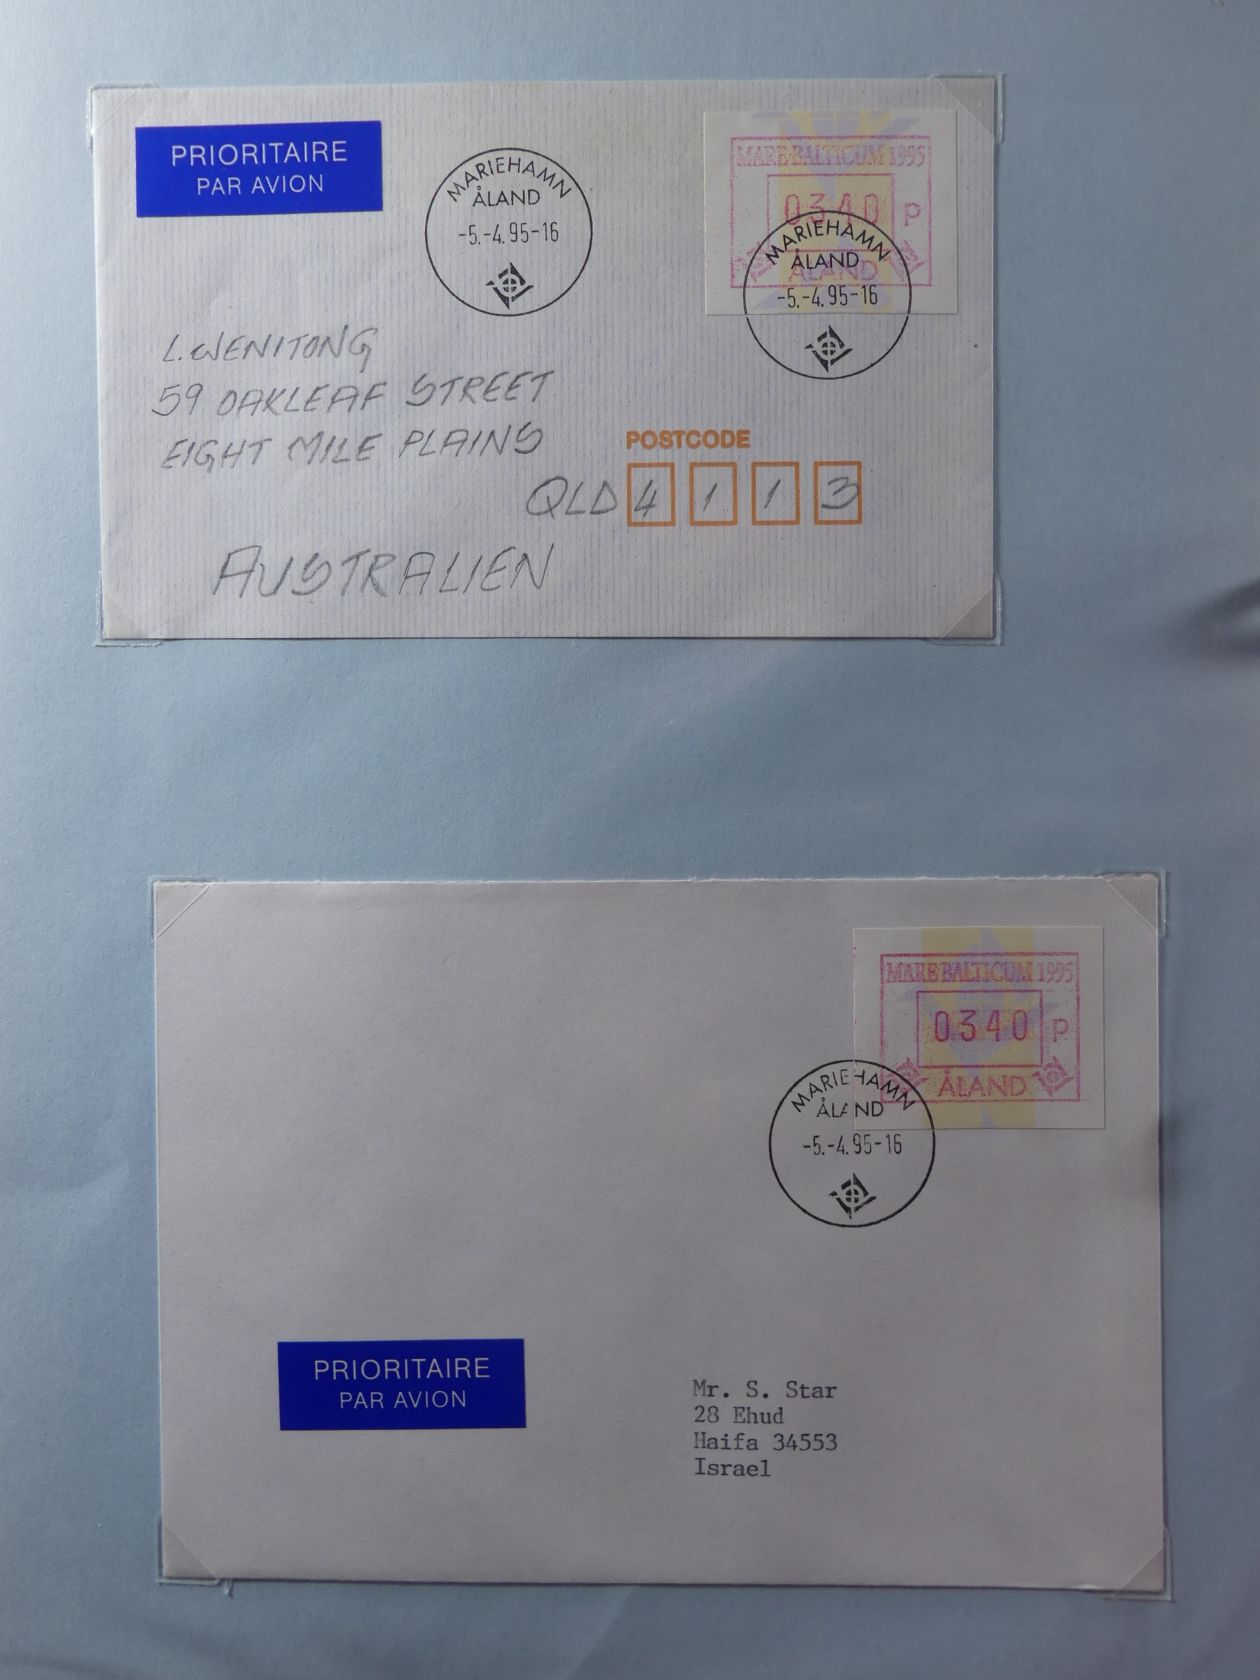 PRIORITAIRE
PAR AVION
MARIEHAMN
ÅLAND
-5.-4.95-16
MARE BALTICUM 1995
0340 P
ÅLAND
MARIEHAMN
ÅLAND
-5.-4.95-16
L. WENITONG
59 OAKLEAF STREET
EIGHT MILE PLAINS
POSTCODE
QLD 4 1 1 3
AUSTRALIEN
MARE BALTICUM 1995
0340 P
ÅLAND
MARIEHAMN
ÅLAND
-5.-4.95-16
PRIORITAIRE
PAR AVION
Mr. S. Star
28 Ehud
Haifa 34553
Israel